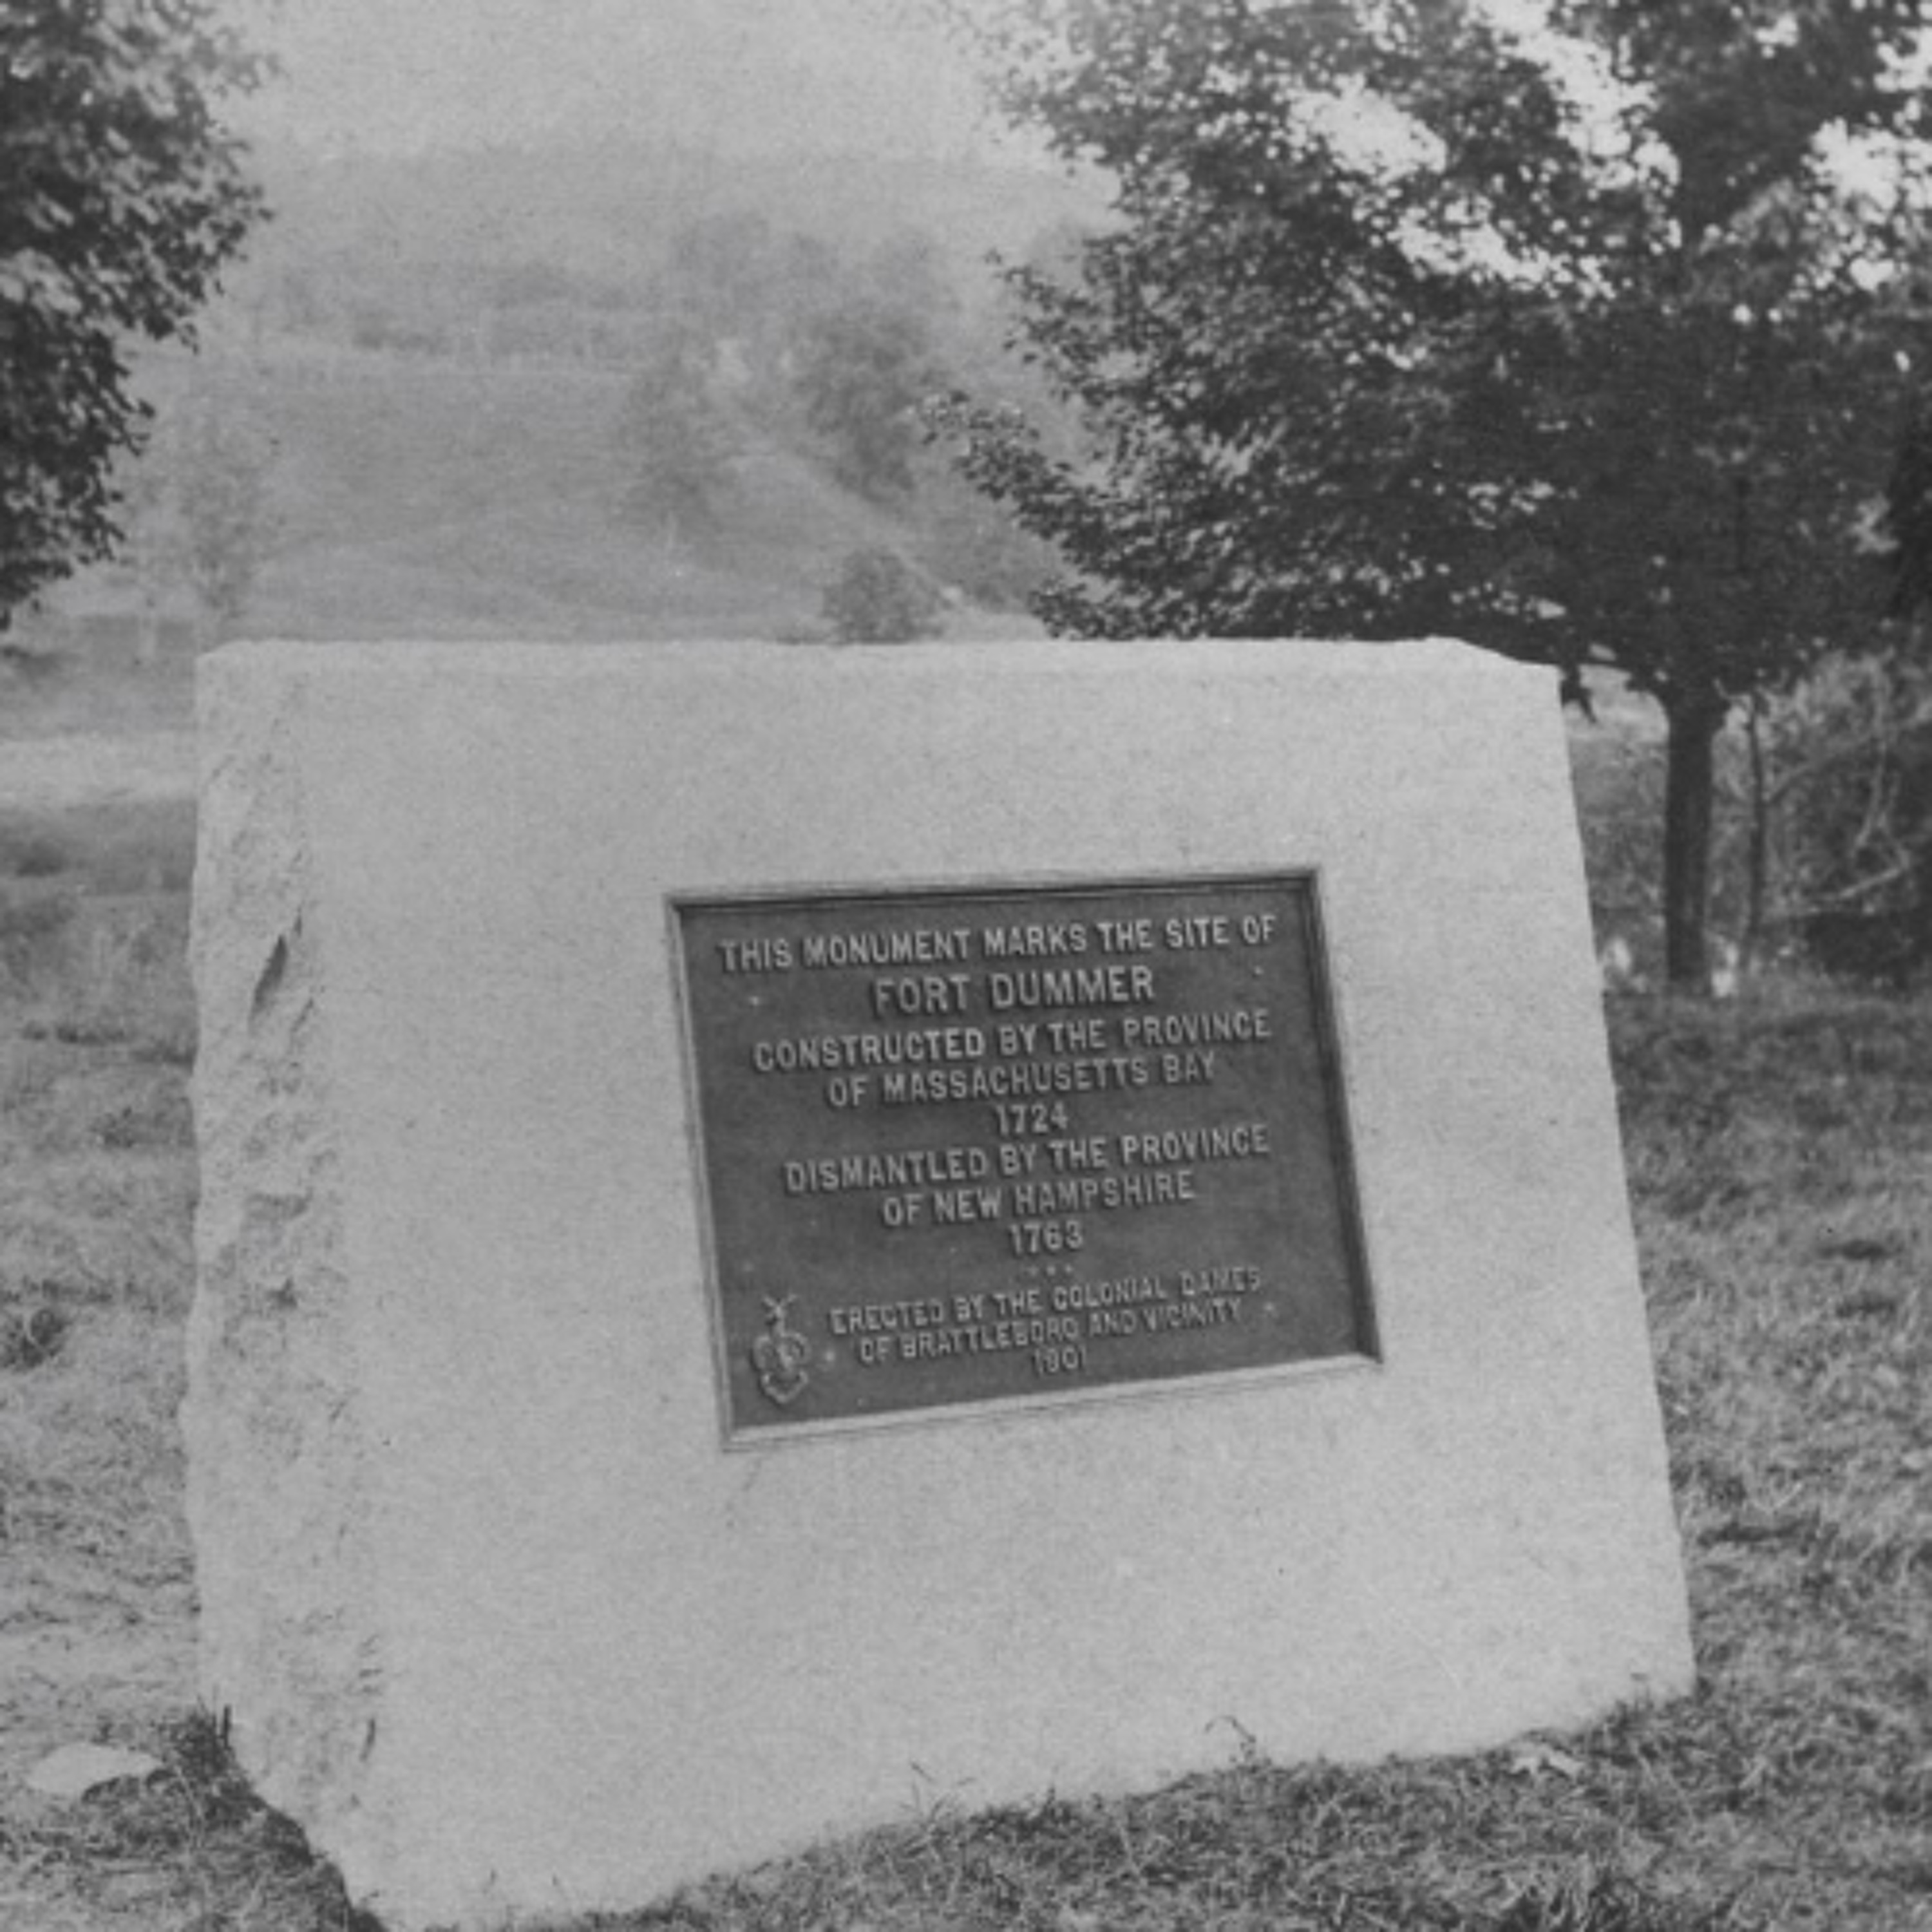 THIS MONUMENT MARKS THE SITE OF
FORT DUMMER
CONSTRUCTED BY THE PROVINCE
OF MASSACHUSETTS BAY
1724
DISMANTLED BY THE PROVINCE
OF NEW HAMPSHIRE
1763
ERECTED BY THE COLONIAL DAMES
OF BRATTLEBORO AND VICINITY
1901